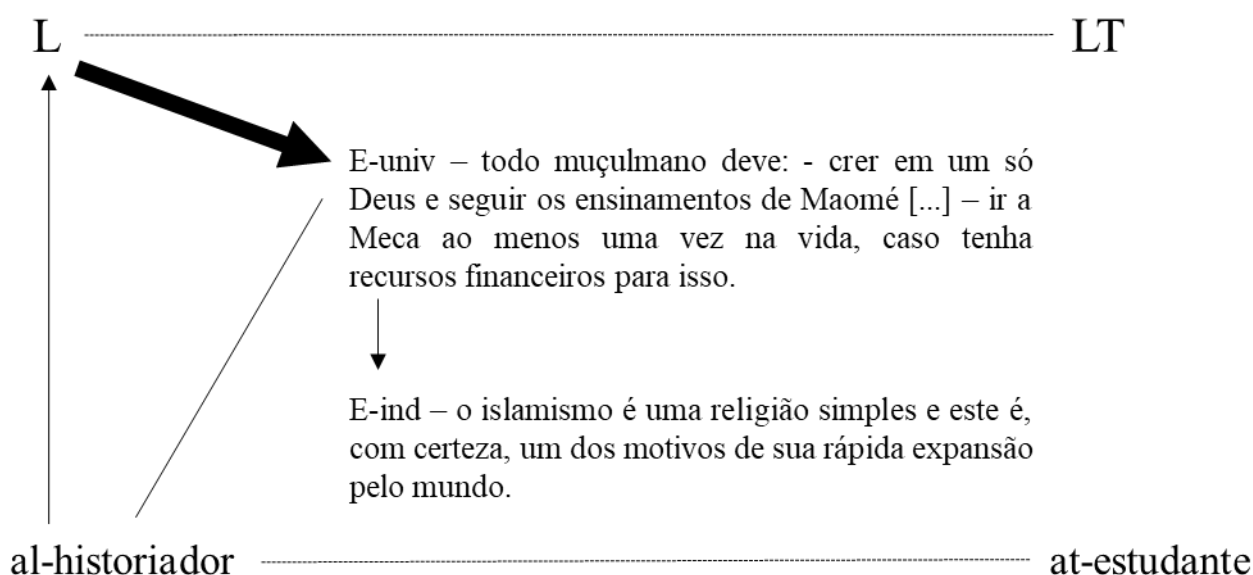 L LT
E-univ – todo muçulmano deve: - crer em um só
Deus e seguir os ensinamentos de Maomé [...] – ir a
Meca ao menos uma vez na vida, caso tenha
recursos financeiros para isso.
E-ind – o islamismo é uma religião simples e este é,
com certeza, um dos motivos de sua rápida expansão
pelo mundo.
al-historiador at-estudante